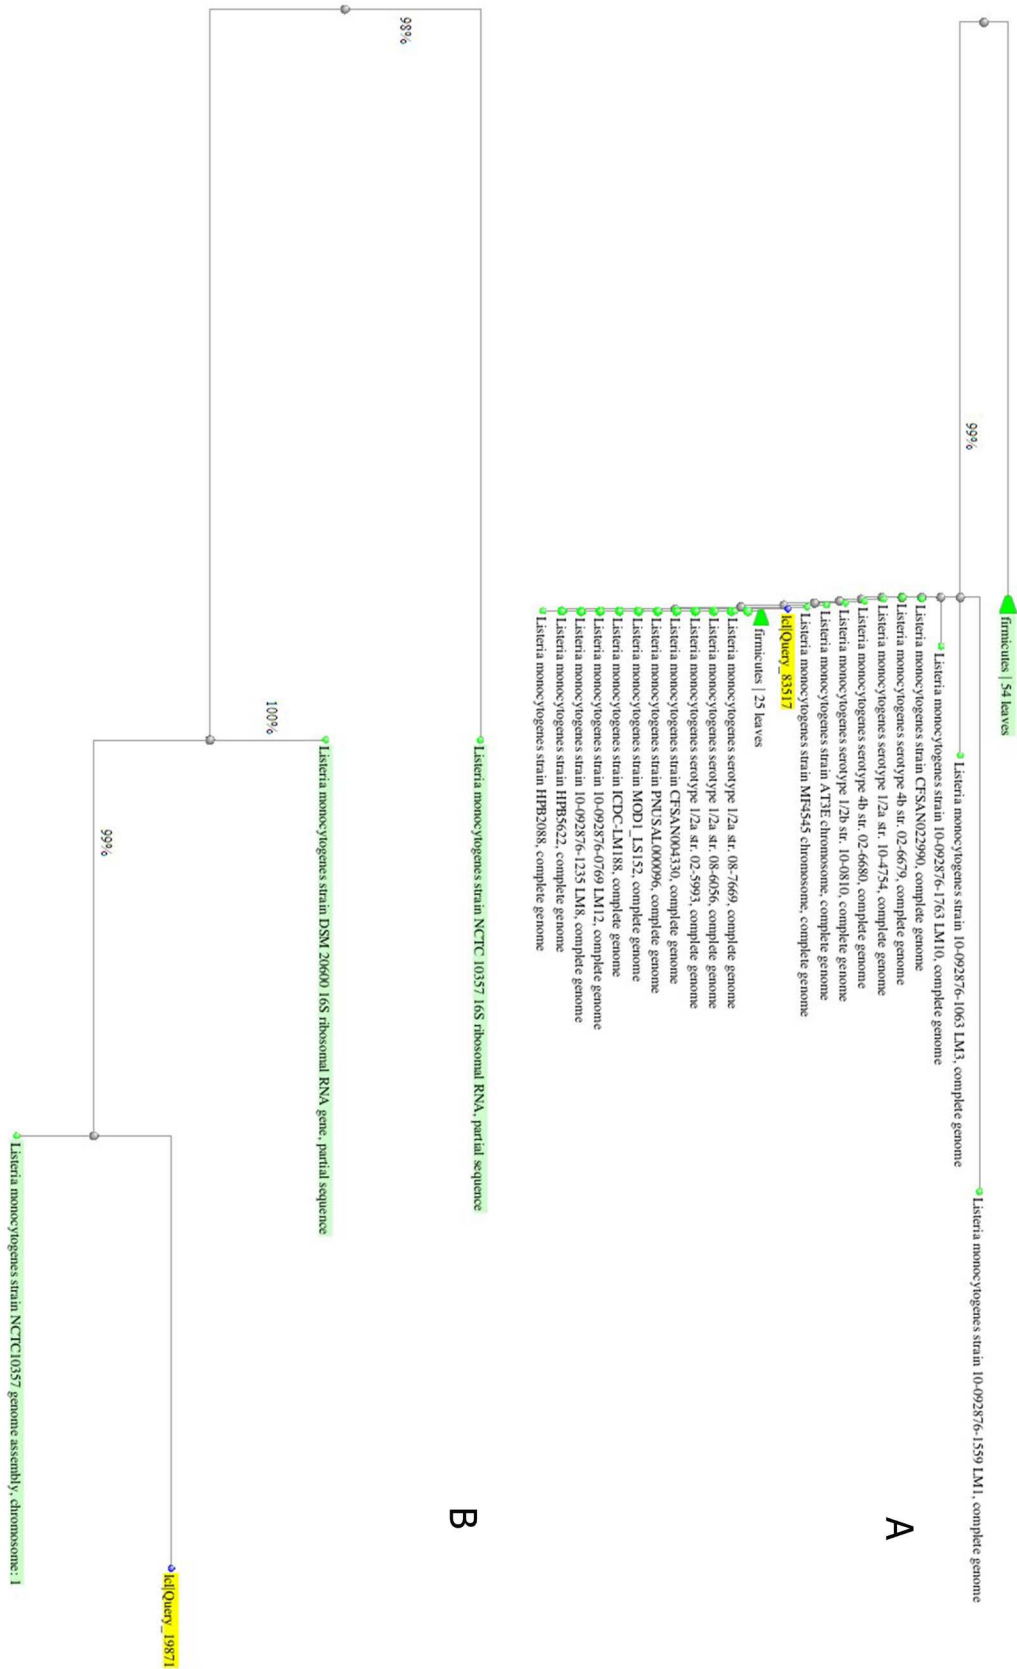 A
firmicutes | 54 leaves
Listeria monocytogenes strain 10-092876-1559 LM1, complete genome
99%
Listeria monocytogenes strain 10-092876-1063 LM3, complete genome
Listeria monocytogenes strain 10-092876-1763 LM10, complete genome
Listeria monocytogenes strain CFSAN022990, complete genome
Listeria monocytogenes serotype 4b str. 02-6679, complete genome
Listeria monocytogenes serotype 1/2a str. 10-4754, complete genome
Listeria monocytogenes serotype 4b str. 02-6680, complete genome
Listeria monocytogenes serotype 1/2b str. 10-0810, complete genome
Listeria monocytogenes strain AT3E chromosome, complete genome
Listeria monocytogenes strain MF4545 chromosome, complete genome
lcl|Query_83517
firmicutes | 25 leaves
Listeria monocytogenes serotype 1/2a str. 08-7669, complete genome
Listeria monocytogenes serotype 1/2a str. 08-6056, complete genome
Listeria monocytogenes serotype 1/2a str. 02-5993, complete genome
Listeria monocytogenes strain CFSAN004330, complete genome
Listeria monocytogenes strain PNUSAL000096, complete genome
Listeria monocytogenes strain MOD1_LS152, complete genome
Listeria monocytogenes strain ICDC-LM188, complete genome
Listeria monocytogenes strain 10-092876-0769 LM12, complete genome
Listeria monocytogenes strain 10-092876-1235 LM8, complete genome
Listeria monocytogenes strain HPB5622, complete genome
Listeria monocytogenes strain HPB2088, complete genome
B
Listeria monocytogenes strain NCTC 10357 16S ribosomal RNA, partial sequence
98%
Listeria monocytogenes strain DSM 20600 16S ribosomal RNA gene, partial sequence
100%
lcl|Query_19871
99%
Listeria monocytogenes strain NCTC10357 genome assembly, chromosome: 1